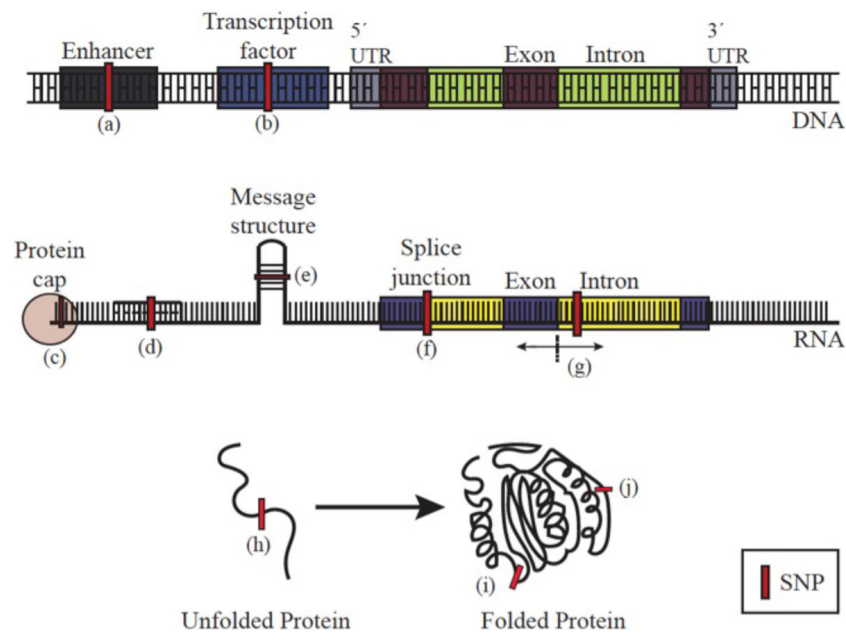 Enhancer
Transcription
factor
5´
UTR
Exon
Intron
3´
UTR
(a)
(b)
DNA
Message
structure
Protein
cap
(e)
Splice
junction
Exon
Intron
(c)
(d)
(f)
(g)
RNA
(h)
(j)
(i)
Unfolded Protein
Folded Protein
SNP